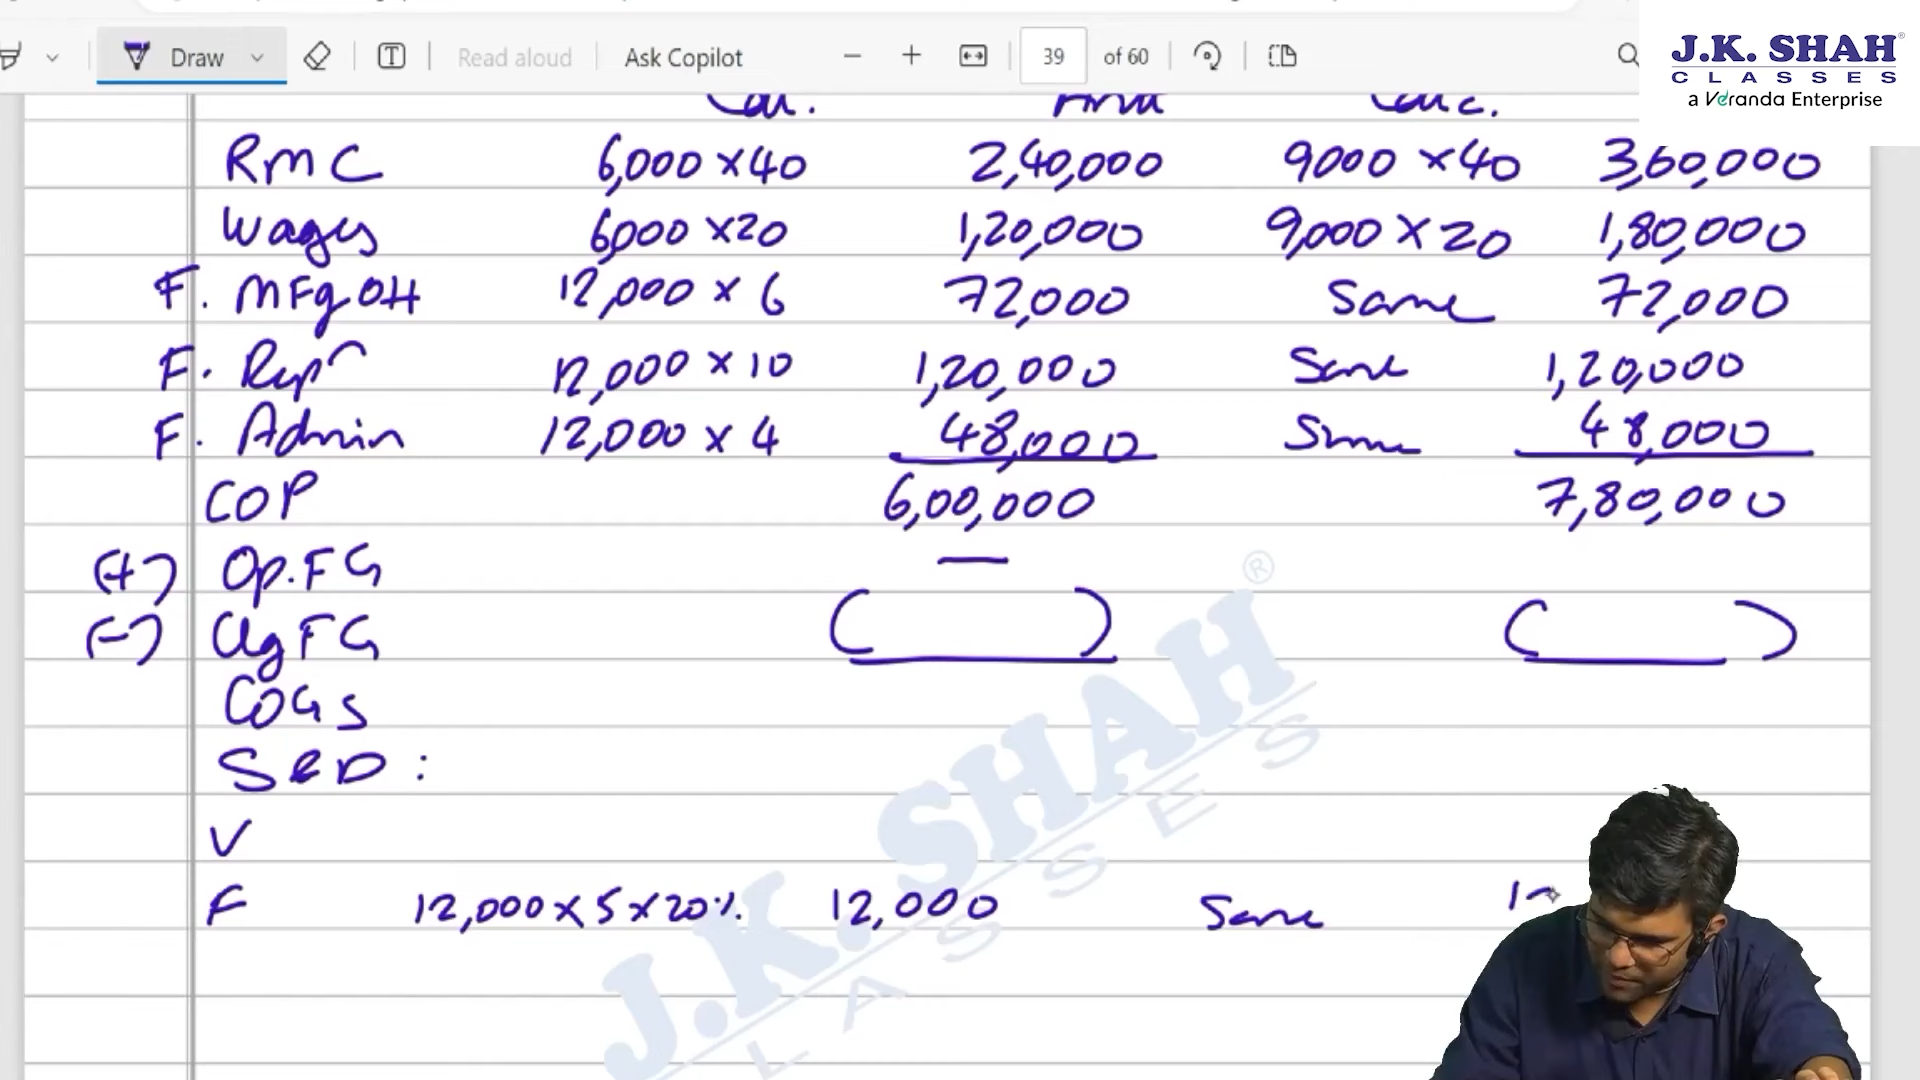 Draw Read aloud Ask Copilot 39 of 60
J.K. SHAH®
CLASSES
a Veranda Enterprise
RMC 6,000 × 40 2,40,000 9000 × 40 3,60,000
Wages 6000 × 20 1,20,000 9,000 × 20 1,80,000
F. MFg OH 12,000 × 6 72,000 Same 72,000
F. 12,000 × 10 1,20,000 Same 1,20,000
F. Admin 12,000 × 4 48,000 Same 48,000
COP 6,00,000 7,80,000
(+) Op. FG —
(-) Clg FG ( ) ( )
COGS
S&D:
V
F 12,000 × 5 × 20% 12,000 Same
J.K. SHAH®
CLASSES